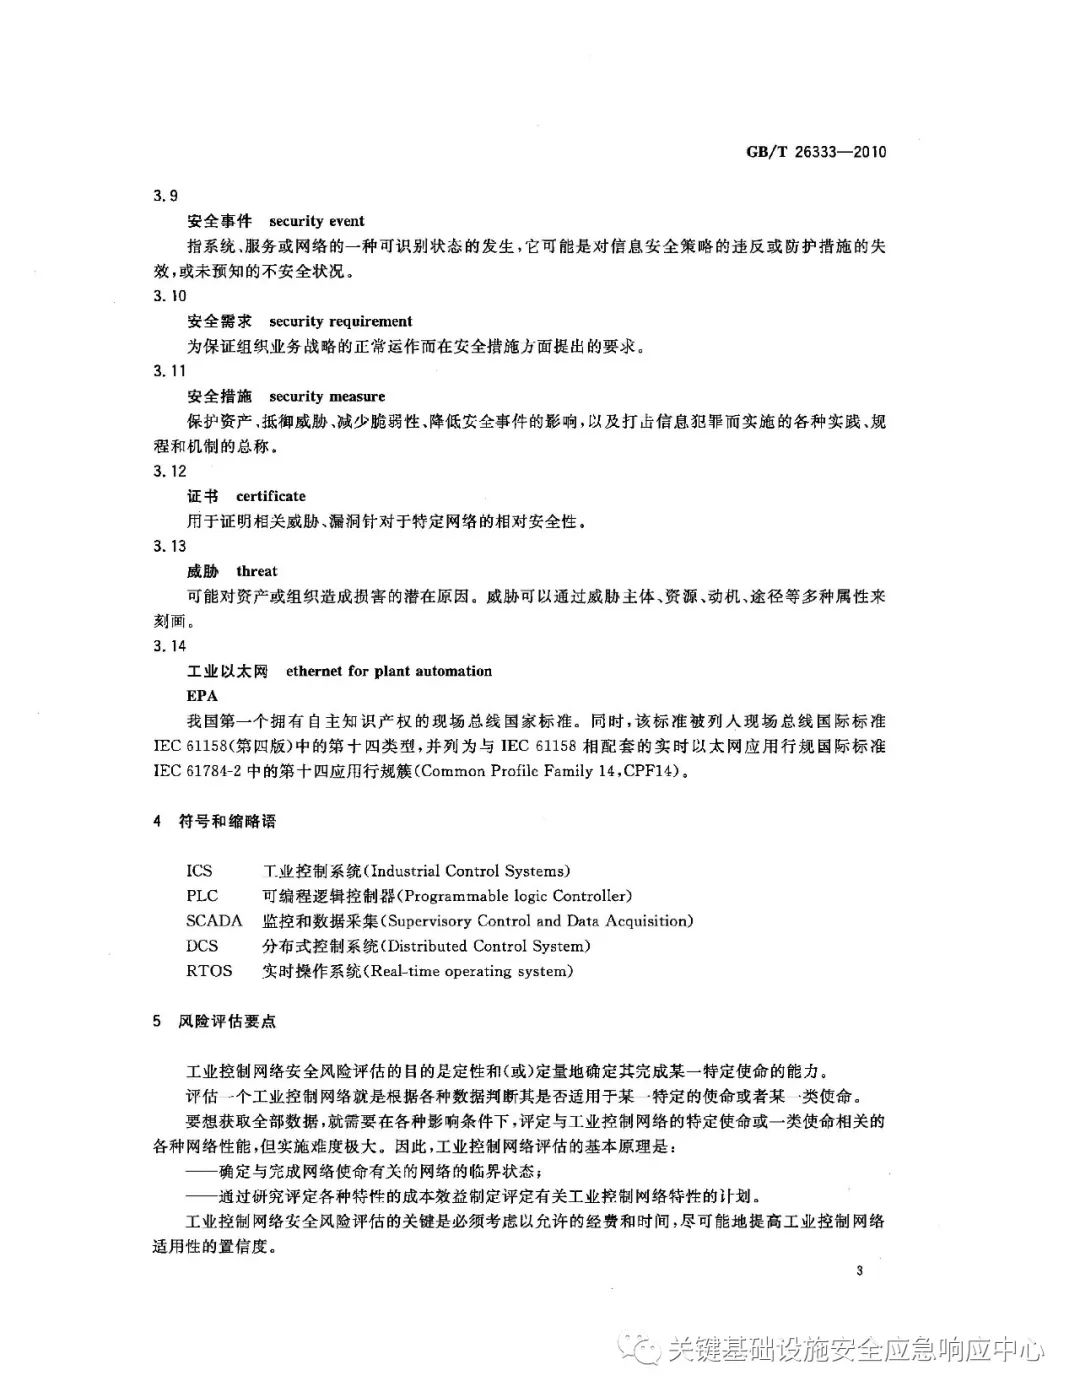 GB/T 26333—2010
3.9
安全事件 security event
指系统、服务或网络的一种可识别状态的发生,它可能是对信息安全策略的违反或防护措施的失
效,或未预知的不安全状况。
3.10
安全需求 security requirement
为保证组织业务战略的正常运作而在安全措施方面提出的要求。
3.11
安全措施 security measure
保护资产、抵御威胁、减少脆弱性、降低安全事件的影响,以及打击信息犯罪而实施的各种实践、规
程和机制的总称。
3.12
证书 certificate
用于证明相关威胁、漏洞针对于特定网络的相对安全性。
3.13
威胁 threat
可能对资产或组织造成损害的潜在原因。威胁可以通过威胁主体、资源、动机、途径等多种属性来
刻画。
3.14
工业以太网 ethernet for plant automation
EPA
我国第一个拥有自主知识产权的现场总线国家标准。同时,该标准被列人现场总线国际标准
IEC 61158(第四版)中的第十四类型,并列为与 IEC 61158 相配套的实时以太网应用行规国际标准
IEC 61784-2 中的第十四应用行规簇(Common Profile Family 14,CPF14)。
4 符号和缩略语
ICS 工业控制系统(Industrial Control Systems)
PLC 可编程逻辑控制器(Programmable logic Controller)
SCADA 监控和数据采集(Supervisory Control and Data Acquisition)
DCS 分布式控制系统(Distributed Control System)
RTOS 实时操作系统(Real-time operating system)
5 风险评估要点
工业控制网络安全风险评估的目的是定性和(或)定量地确定其完成某一特定使命的能力。
评估一个工业控制网络就是根据各种数据判断其是否适用于某一特定的使命或者某一类使命。
要想获取全部数据,就需要在各种影响条件下,评定与工业控制网络的特定使命或一类使命相关的
各种网络性能,但实施难度极大。因此,工业控制网络评估的基本原理是:
——确定与完成网络使命有关的网络的临界状态;
——通过研究评定各种特性的成本效益制定评定有关工业控制网络特性的计划。
工业控制网络安全风险评估的关键是必须考虑以允许的经费和时间,尽可能地提高工业控制网络
适用性的置信度。
3
关键基础设施安全应急响应中心